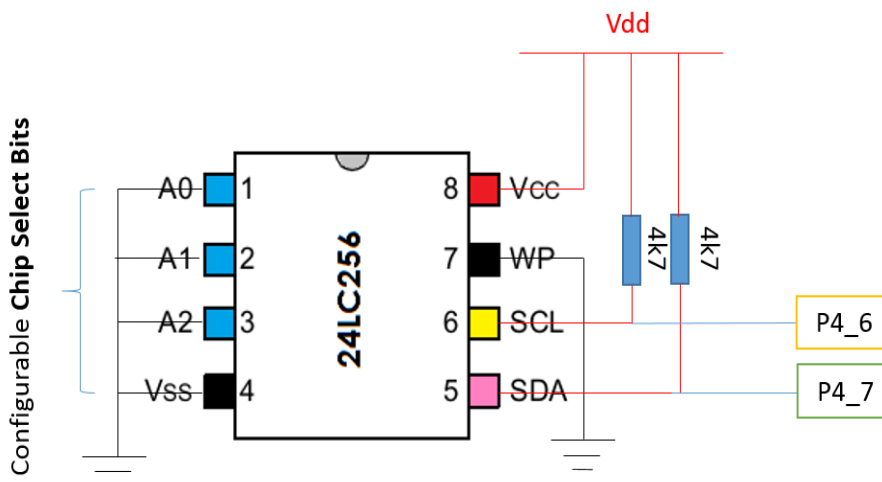 Vdd
Configurable Chip Select Bits
A0 1
A1 2
A2 3
Vss 4
24LC256
8 Vcc
7 WP
6 SCL
5 SDA
4k7
4k7
P4_6
P4_7